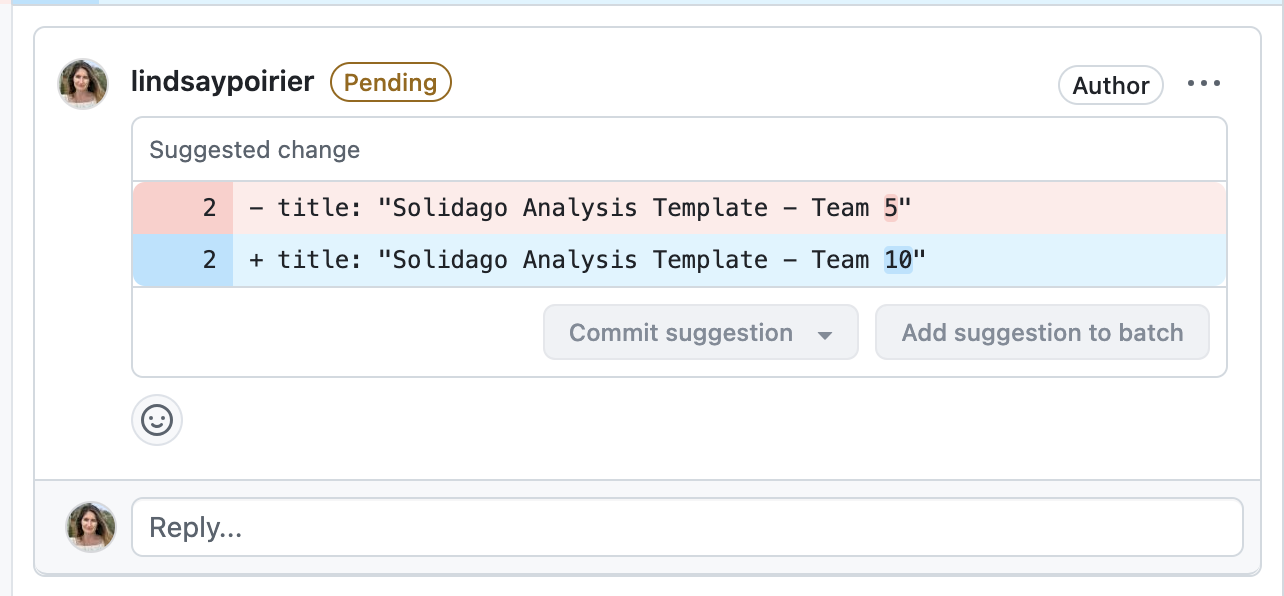 lindsaypoirier Pending Author ...
Suggested change
2 - title: "Solidago Analysis Template – Team 5"
2 + title: "Solidago Analysis Template – Team 10"
Commit suggestion Add suggestion to batch
Reply...